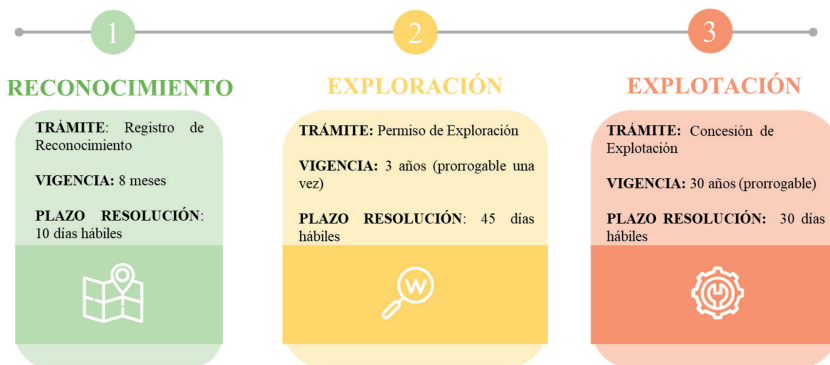 1
RECONOCIMIENTO
TRÁMITE: Registro de
Reconocimiento
VIGENCIA: 8 meses
PLAZO RESOLUCIÓN:
10 días hábiles
2
EXPLORACIÓN
TRÁMITE: Permiso de Exploración
VIGENCIA: 3 años (prorrogable una
vez)
PLAZO RESOLUCIÓN: 45 días
hábiles
W
3
EXPLOTACIÓN
TRÁMITE: Concesión de
Explotación
VIGENCIA: 30 años (prorrogable)
PLAZO RESOLUCIÓN: 30 días
hábiles